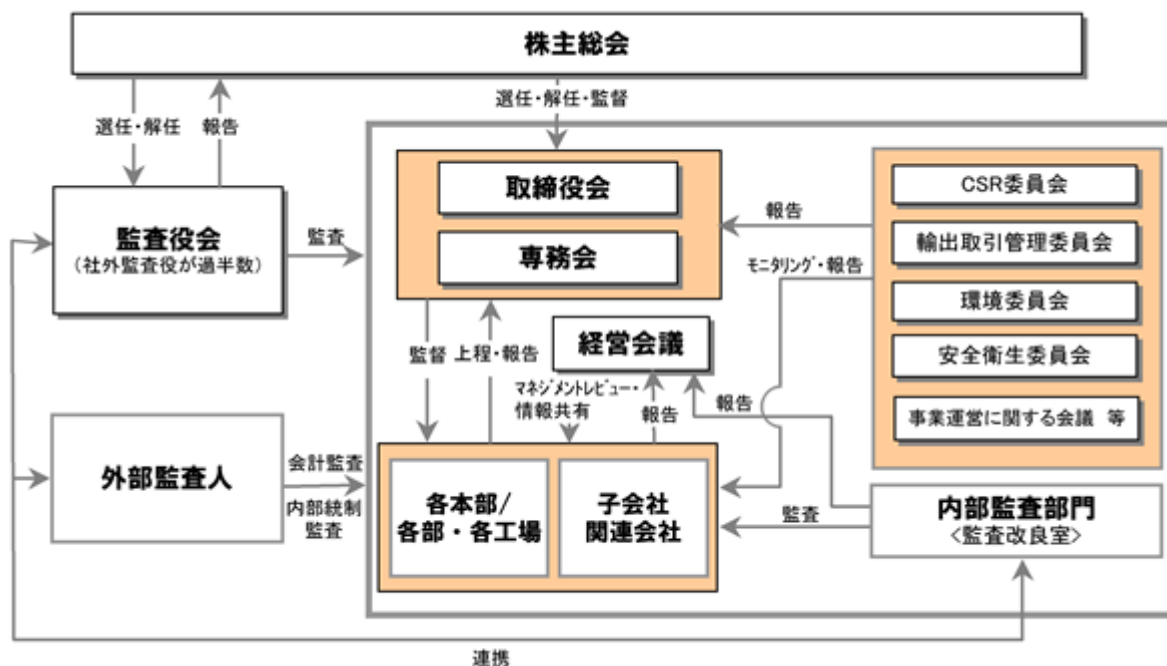 株主総会
選任・解任
報告
選任・解任・監督
取締役会
専務会
CSR委員会
輸出取引管理委員会
環境委員会
安全衛生委員会
事業運営に関する会議 等
監査役会
（社外監査役が過半数）
監査
報告
モニタリング・報告
監督
上程・報告
経営会議
マネジメントレビュー・
情報共有
報告
報告
外部監査人
会計監査
内部統制
監査
各本部/
各部・各工場
子会社
関連会社
監査
内部監査部門
<監査改良室>
連携